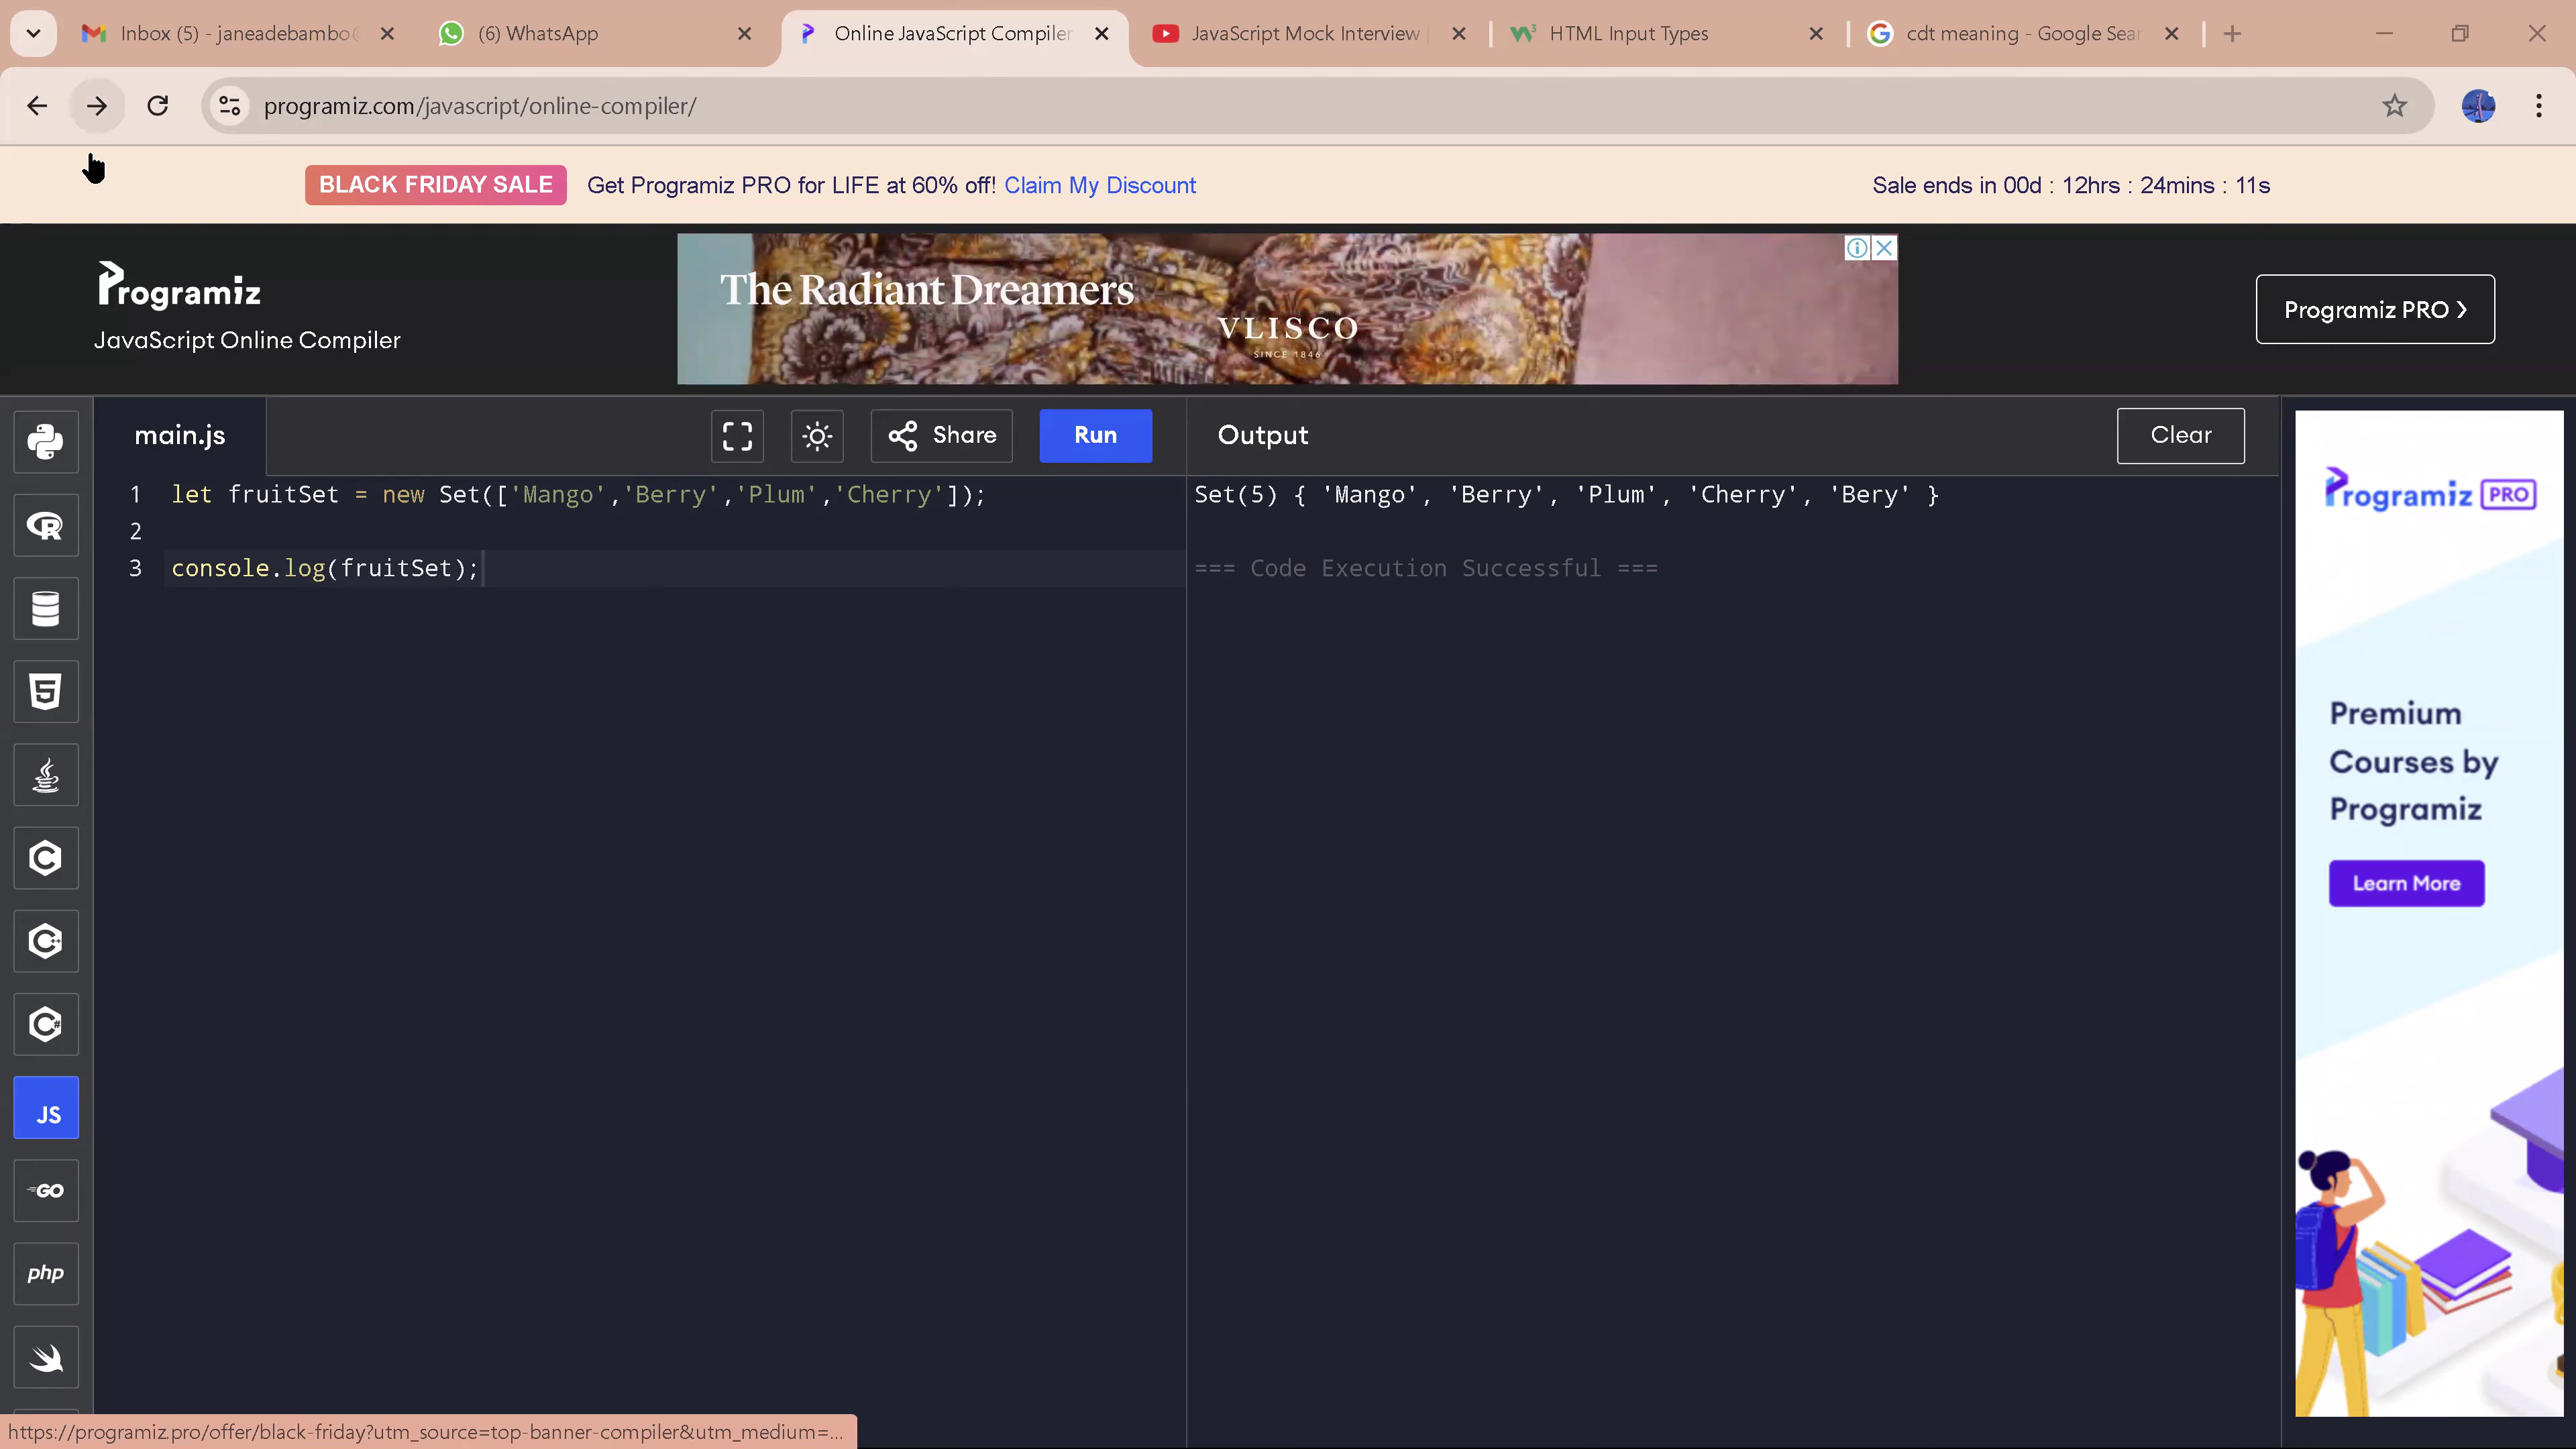 Inbox (5) - janeadebambo@
(6) WhatsApp
Online JavaScript Compiler
JavaScript Mock Interview
HTML Input Types
cdt meaning - Google Sear
programiz.com/javascript/online-compiler/
BLACK FRIDAY SALE
Get Programiz PRO for LIFE at 60% off! Claim My Discount
Sale ends in 00d : 12hrs : 24mins : 11s
Programiz
JavaScript Online Compiler
The Radiant Dreamers
VLISCO
SINCE 1846
Programiz PRO ❯
main.js
Share
Run
Output
Clear
1 let fruitSet = new Set(['Mango','Berry','Plum','Cherry']);
2
3 console.log(fruitSet);
Set(5) { 'Mango', 'Berry', 'Plum', 'Cherry', 'Bery' }
=== Code Execution Successful ===
Programiz PRO
Premium
Courses by
Programiz
Learn More
R
5
C
C++
C#
JS
GO
php
https://programiz.pro/offer/black-friday?utm_source=top-banner-compiler&utm_medium=...